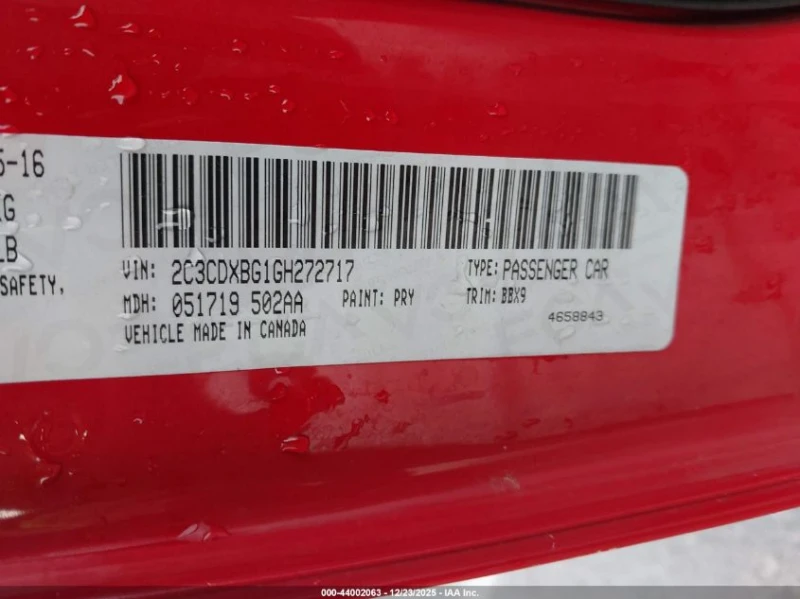 5-16
KG
LB
SAFETY,
VIN: 2C3CDXBG1GH272717 TYPE: PASSENGER CAR
MDH: 051719 502AA PAINT: PRY TRIM: BBX9
VEHICLE MADE IN CANADA 4658843
000-44002063 - 12/23/2025 - IAA Inc.